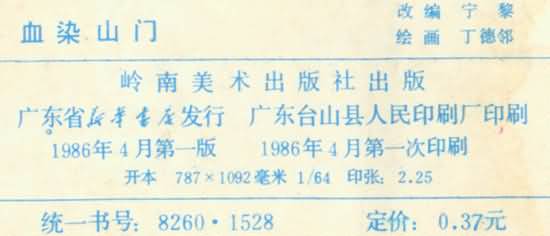 血染山门
改编 宁黎
绘画 丁德邻
岭南美术出版社出版
广东省新华书店发行 广东台山县人民印刷厂印刷
1986年4月第一版 1986年4月第一次印刷
开本 787×1092毫米 1/64 印张：2.25
统一书号：8260·1528 定价：0.37元